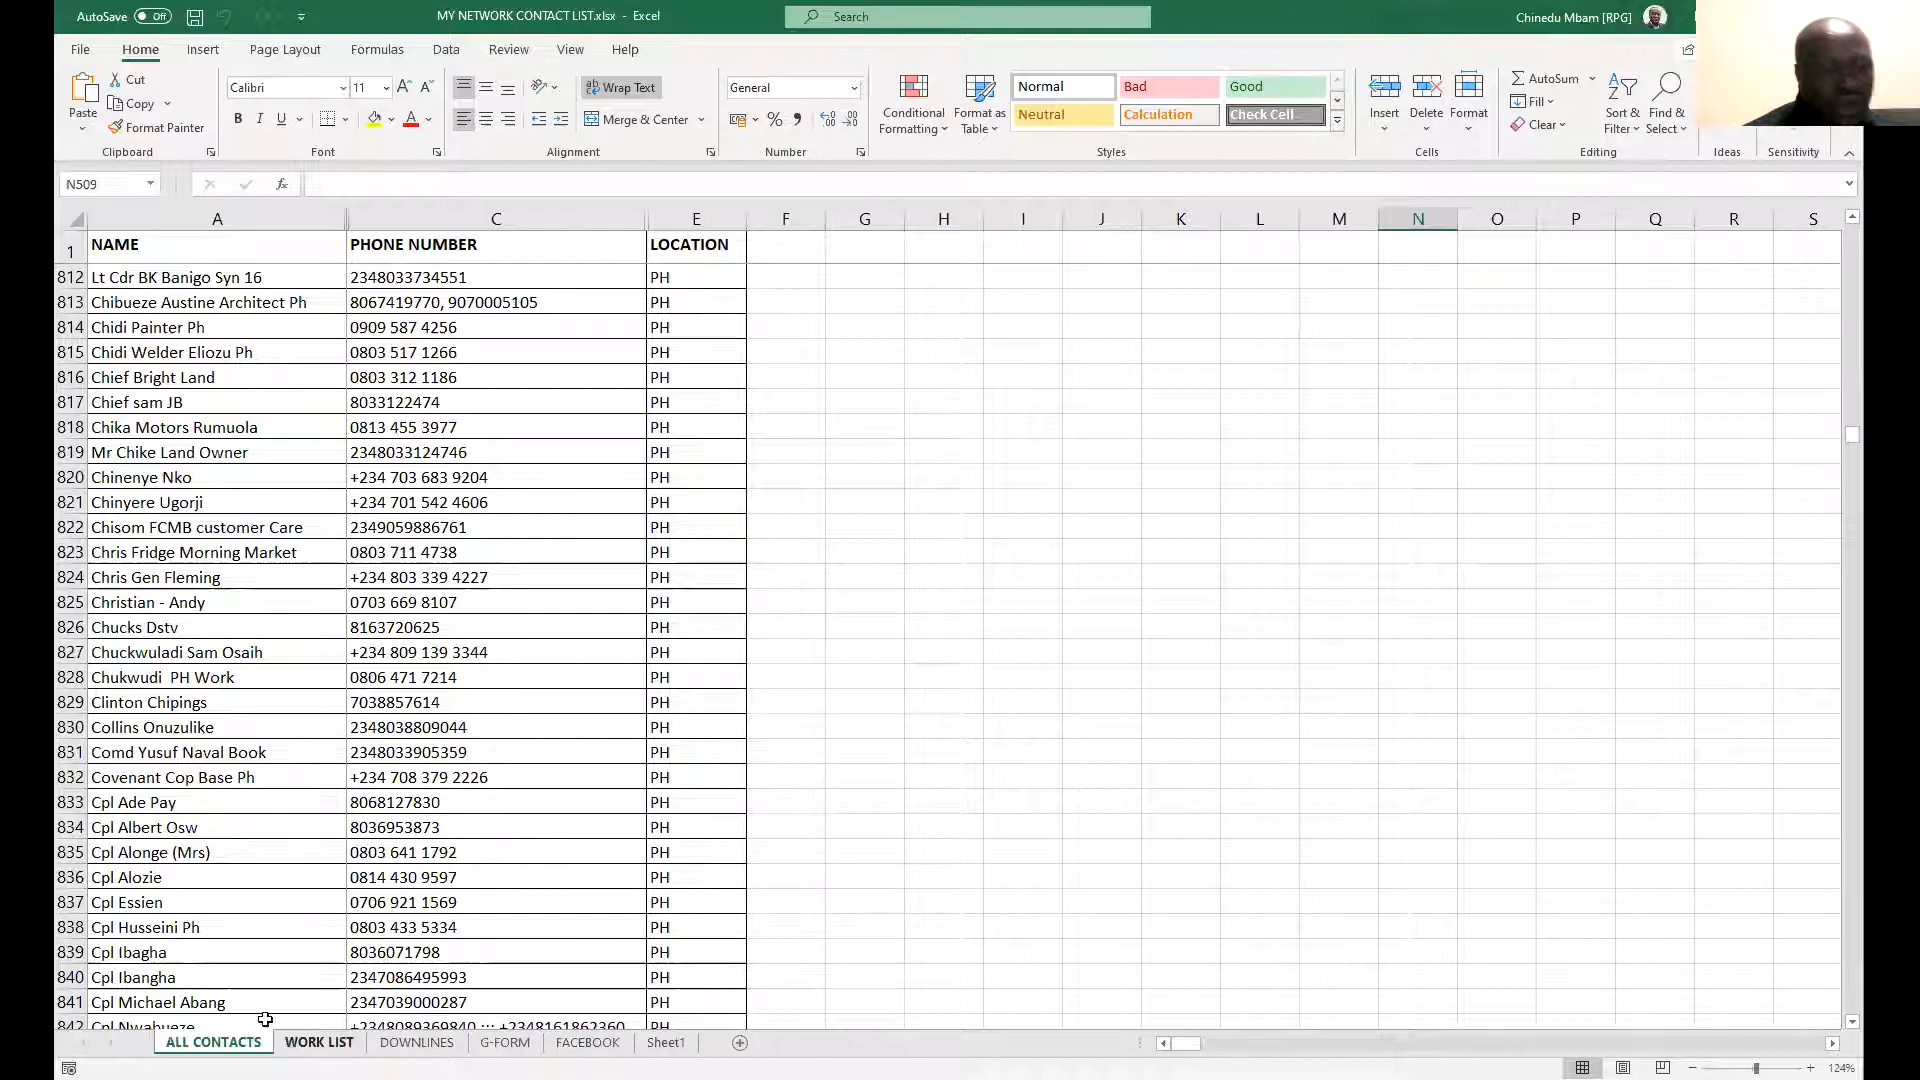 AutoSave Off MY NETWORK CONTACT LIST.xlsx - Excel Search Chinedu Mbam [RPG]
File Home Insert Page Layout Formulas Data Review View Help
Paste Cut Copy Format Painter
Calibri 11
Wrap Text
Merge & Center
General
Conditional Formatting Format as Table
Normal Bad Good
Neutral Calculation Check Cell
Insert Delete Format
AutoSum Fill Clear
Sort & Filter Find & Select
Clipboard Font Alignment Number Styles Cells Editing Ideas Sensitivity
N509 fx
A C E F G H I J K L M N O P Q R S
1 NAME PHONE NUMBER LOCATION
812 Lt Cdr BK Banigo Syn 16 2348033734551 PH
813 Chibueze Austine Architect Ph 8067419770, 9070005105 PH
814 Chidi Painter Ph 0909 587 4256 PH
815 Chidi Welder Eliozu Ph 0803 517 1266 PH
816 Chief Bright Land 0803 312 1186 PH
817 Chief sam JB 8033122474 PH
818 Chika Motors Rumuola 0813 455 3977 PH
819 Mr Chike Land Owner 2348033124746 PH
820 Chinenye Nko +234 703 683 9204 PH
821 Chinyere Ugorji +234 701 542 4606 PH
822 Chisom FCMB customer Care 2349059886761 PH
823 Chris Fridge Morning Market 0803 711 4738 PH
824 Chris Gen Fleming +234 803 339 4227 PH
825 Christian - Andy 0703 669 8107 PH
826 Chucks Dstv 8163720625 PH
827 Chuckwuladi Sam Osaih +234 809 139 3344 PH
828 Chukwudi  PH Work 0806 471 7214 PH
829 Clinton Chipings 7038857614 PH
830 Collins Onuzulike 2348038809044 PH
831 Comd Yusuf Naval Book 2348033905359 PH
832 Covenant Cop Base Ph +234 708 379 2226 PH
833 Cpl Ade Pay 8068127830 PH
834 Cpl Albert Osw 8036953873 PH
835 Cpl Alonge (Mrs) 0803 641 1792 PH
836 Cpl Alozie 0814 430 9597 PH
837 Cpl Essien 0706 921 1569 PH
838 Cpl Husseini Ph 0803 433 5334 PH
839 Cpl Ibagha 8036071798 PH
840 Cpl Ibangha 2347086495993 PH
841 Cpl Michael Abang 2347039000287 PH
842 Cpl Nwabueze +2348089369840 ::: +2348161862360 PH
ALL CONTACTS WORK LIST DOWNLINES G-FORM FACEBOOK Sheet1
124%